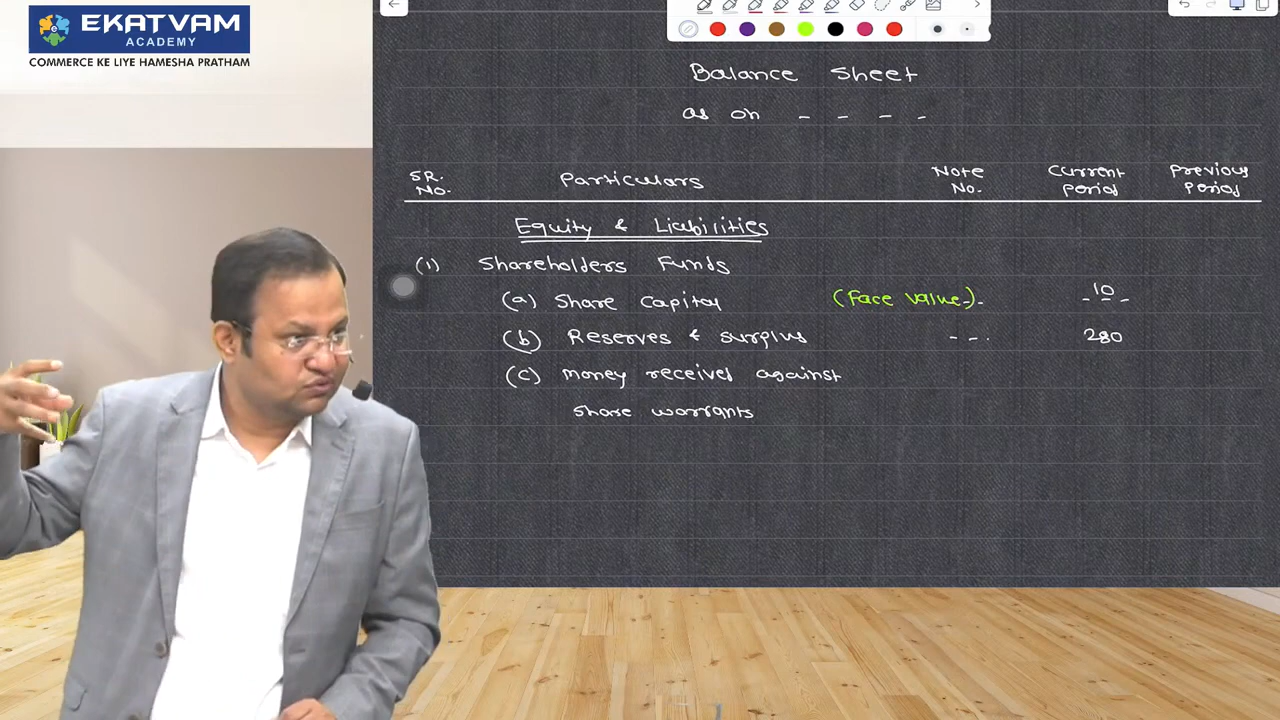 EKATVAM
ACADEMY
COMMERCE KE LIYE HAMESHA PRATHAM
Balance Sheet
as on - - - -
SR. No. Particulars Note No. Current Period Previous Period
Equity & Liabilities
(1) Shareholders Funds
(a) Share Capital (Face value) - - 10 -
(b) Reserves & surplus - - . 280
(c) money received against
share warrants